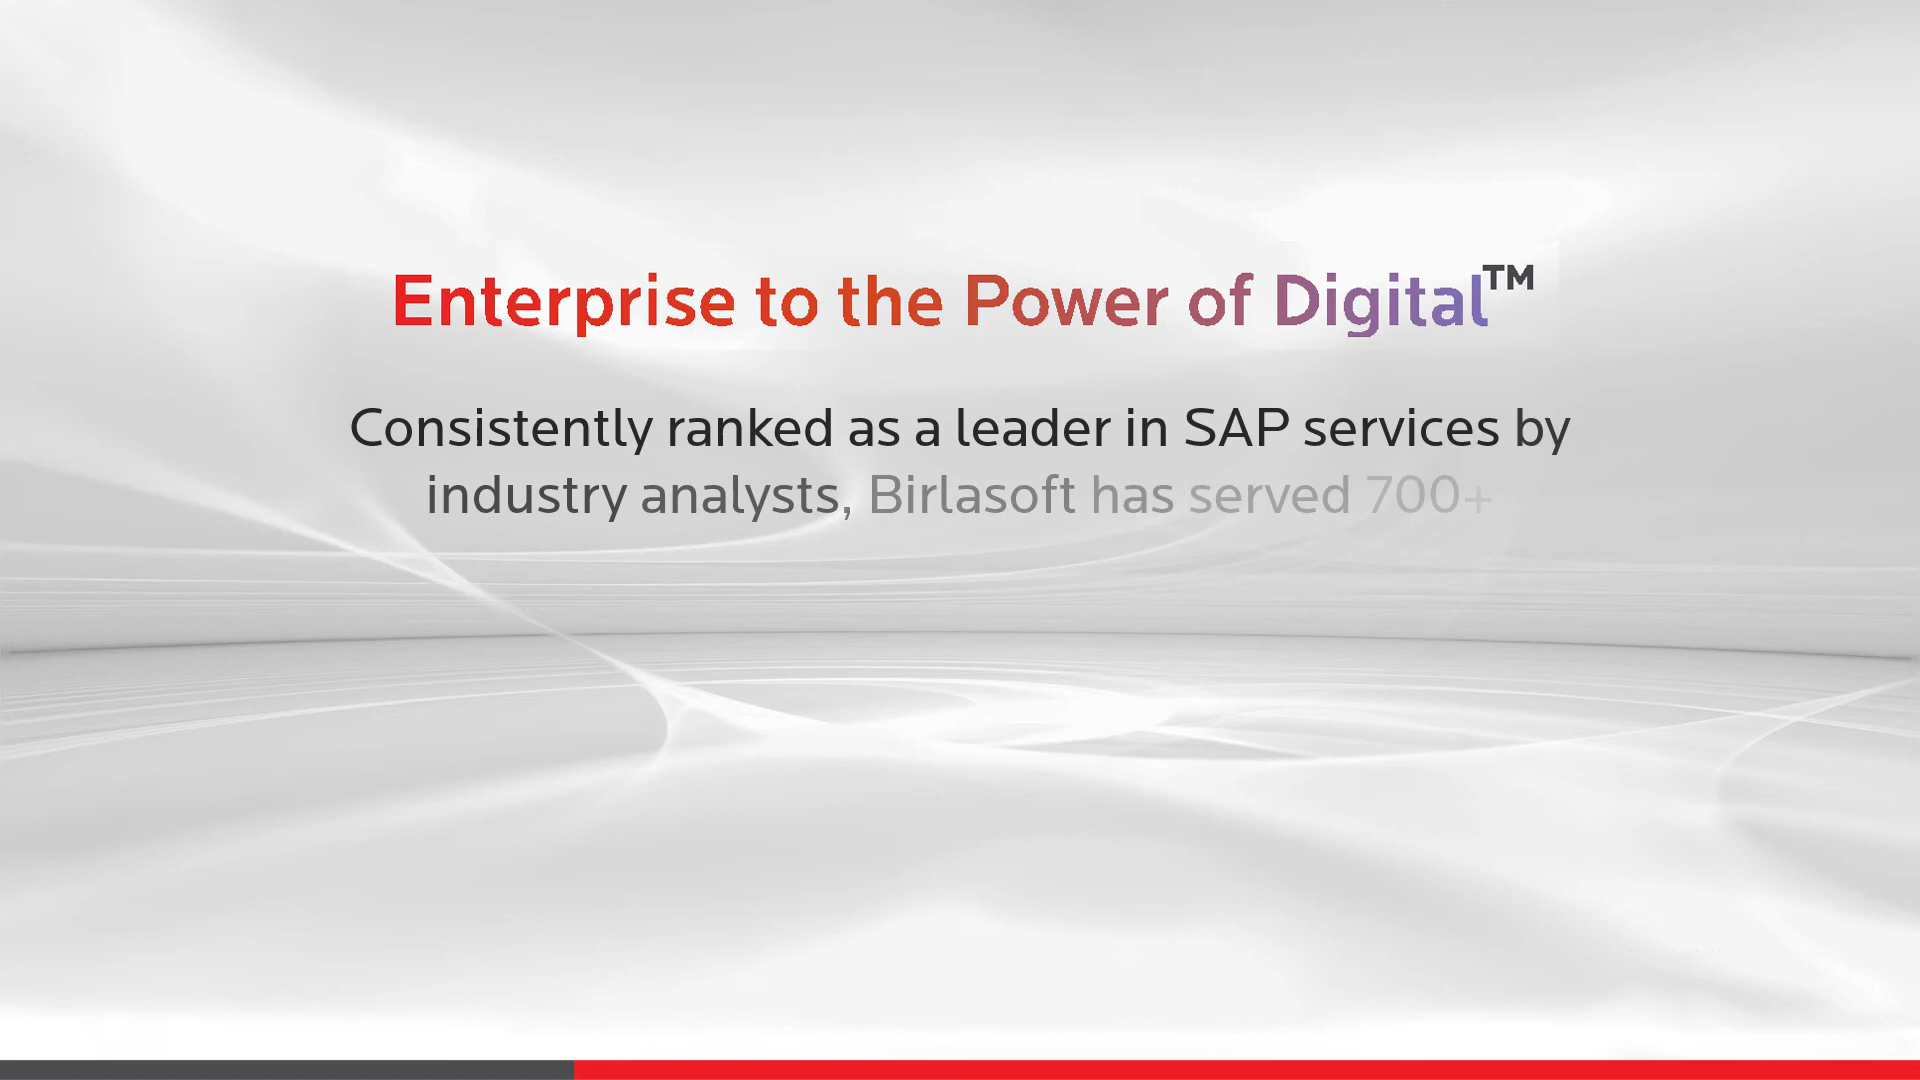 Enterprise to the Power of Digital™
Consistently ranked as a leader in SAP services by
industry analysts, Birlasoft has served 700+